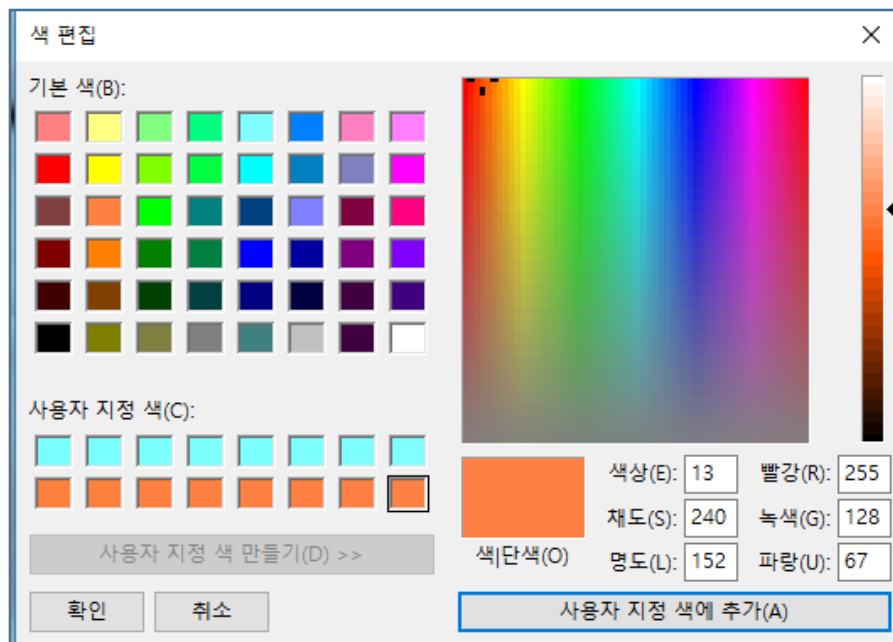 색 편집
기본 색(B):
사용자 지정 색(C):
사용자 지정 색 만들기(D) >>
확인 취소
색상(E): 13 빨강(R): 255
채도(S): 240 녹색(G): 128
색|단색(O) 명도(L): 152 파랑(U): 67
사용자 지정 색에 추가(A)